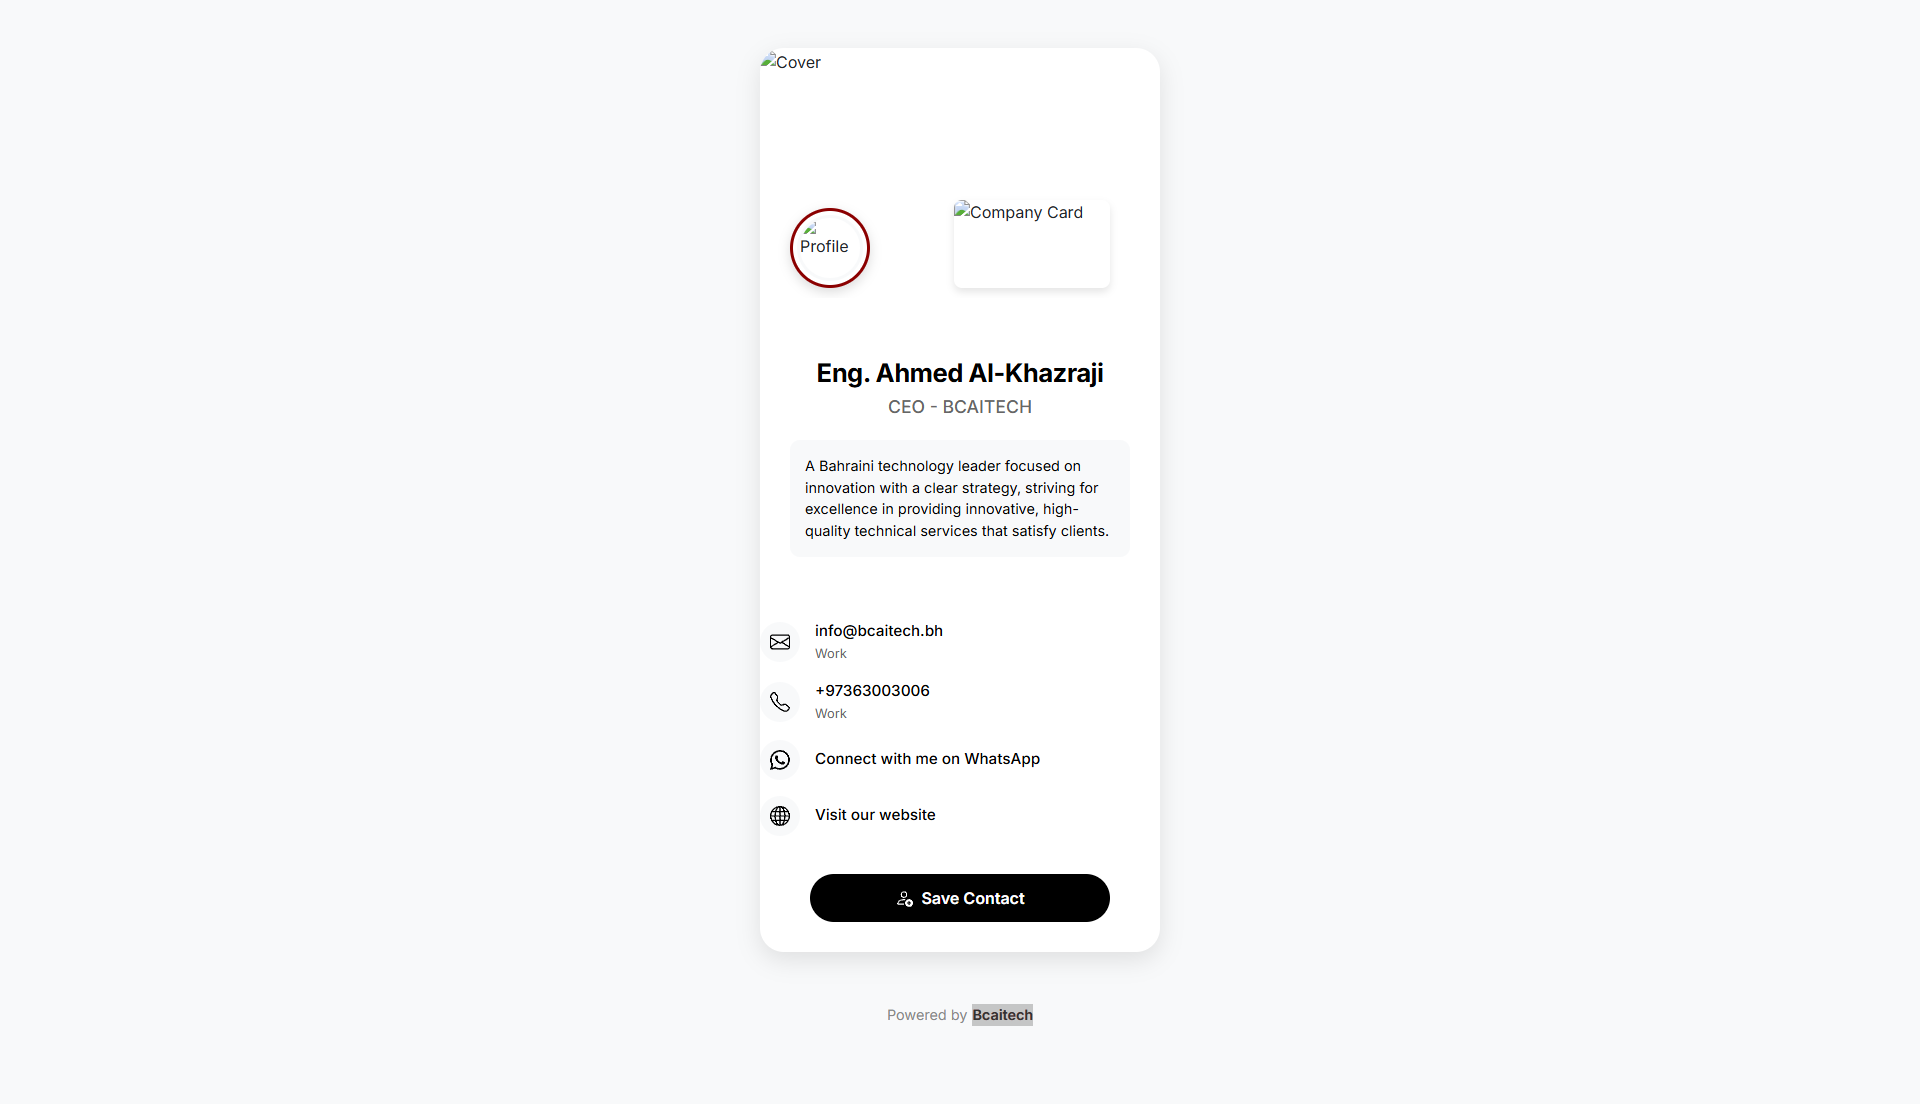 Cover
Profile
Company Card
Eng. Ahmed Al-Khazraji
CEO - BCAITECH
A Bahraini technology leader focused on
innovation with a clear strategy, striving for
excellence in providing innovative, high-
quality technical services that satisfy clients.
info@bcaitech.bh
Work
+97363003006
Work
Connect with me on WhatsApp
Visit our website
Save Contact
Powered by Bcaitech